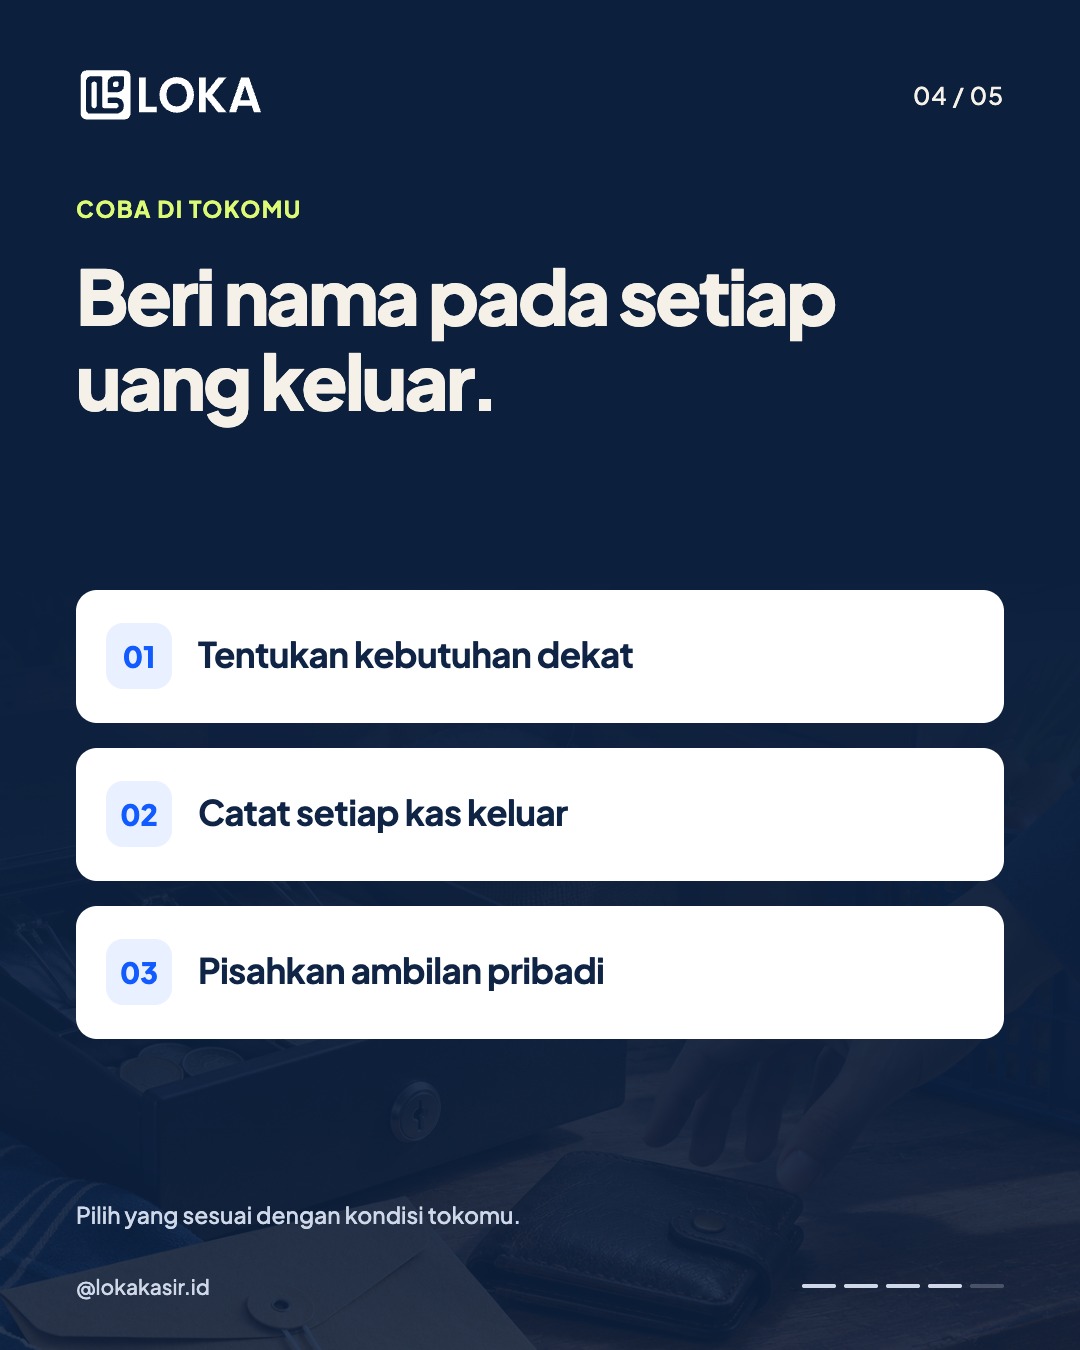 LOKA
04 / 05
COBA DI TOKOMU
Beri nama pada setiap
uang keluar.
01 Tentukan kebutuhan dekat
02 Catat setiap kas keluar
03 Pisahkan ambilan pribadi
Pilih yang sesuai dengan kondisi tokomu.
@lokakasir.id